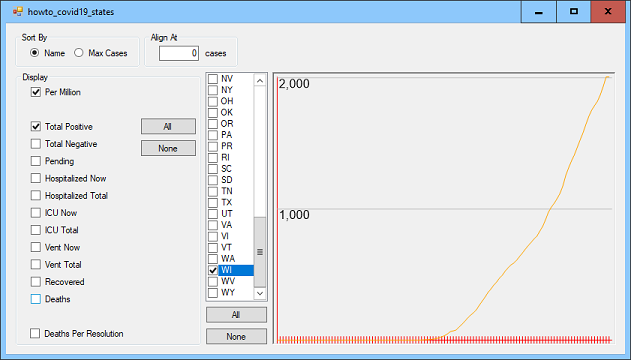 howto_covid19_states
Sort By
Name
Max Cases
Align At
0 cases
Display
Per Million
Total Positive
Total Negative
Pending
Hospitalized Now
Hospitalized Total
ICU Now
ICU Total
Vent Now
Vent Total
Recovered
Deaths
Deaths Per Resolution
All
None
NV
NY
OH
OK
OR
PA
PR
RI
SC
SD
TN
TX
UT
VA
VI
VT
WA
WI
WV
WY
All
None
2,000
1,000